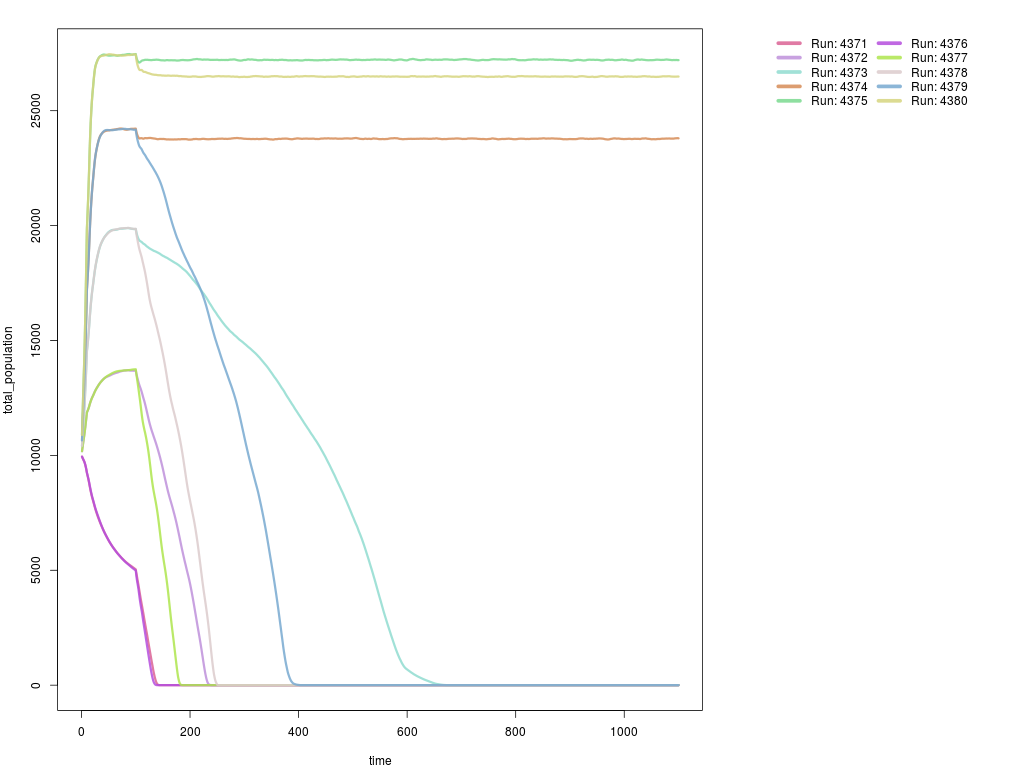 total_population
25000
20000
15000
10000
5000
0
0 200 400 600 800 1000
time
Run: 4371 Run: 4376
Run: 4372 Run: 4377
Run: 4373 Run: 4378
Run: 4374 Run: 4379
Run: 4375 Run: 4380